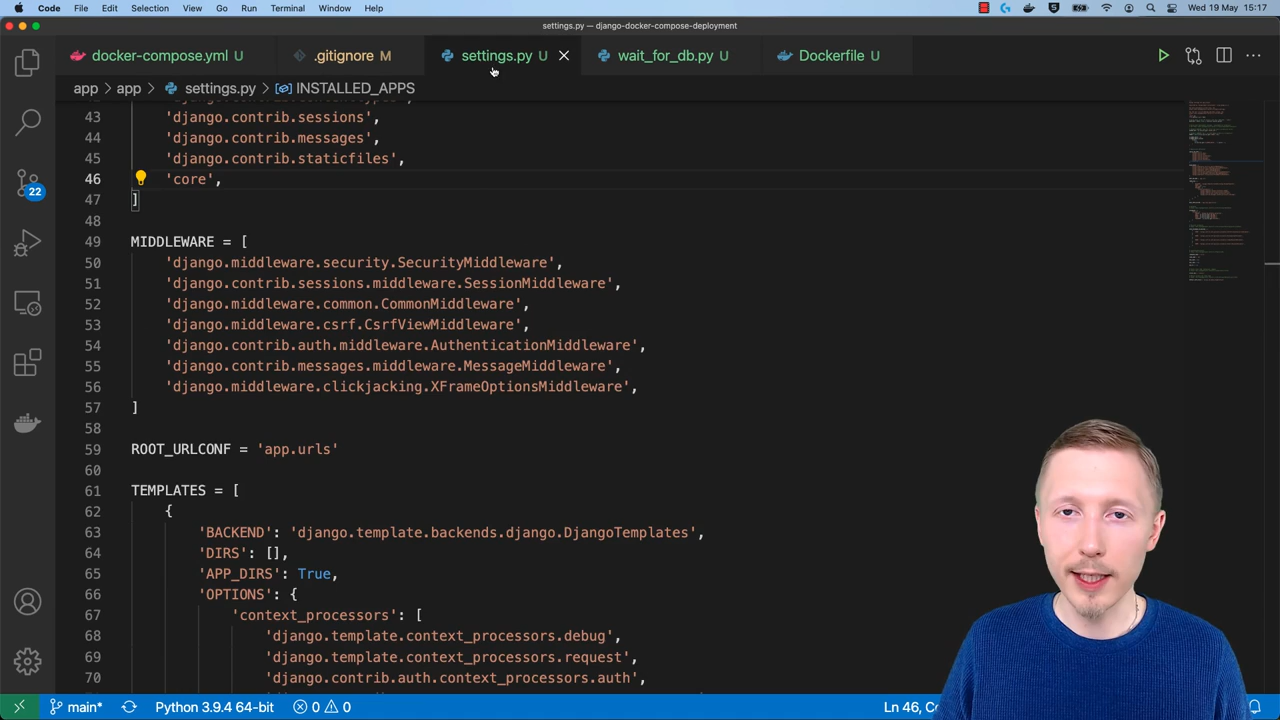 Code File Edit Selection View Go Run Terminal Window Help Wed 19 May 15:17
settings.py — django-docker-compose-deployment
docker-compose.yml U .gitignore M settings.py U wait_for_db.py U Dockerfile U
app > app > settings.py > INSTALLED_APPS
43 'django.contrib.sessions',
44 'django.contrib.messages',
45 'django.contrib.staticfiles',
46 'core',
47 ]
48
49 MIDDLEWARE = [
50 'django.middleware.security.SecurityMiddleware',
51 'django.contrib.sessions.middleware.SessionMiddleware',
52 'django.middleware.common.CommonMiddleware',
53 'django.middleware.csrf.CsrfViewMiddleware',
54 'django.contrib.auth.middleware.AuthenticationMiddleware',
55 'django.contrib.messages.middleware.MessageMiddleware',
56 'django.middleware.clickjacking.XFrameOptionsMiddleware',
57 ]
58
59 ROOT_URLCONF = 'app.urls'
60
61 TEMPLATES = [
62 {
63 'BACKEND': 'django.template.backends.django.DjangoTemplates',
64 'DIRS': [],
65 'APP_DIRS': True,
66 'OPTIONS': {
67 'context_processors': [
68 'django.template.context_processors.debug',
69 'django.template.context_processors.request',
70 'django.contrib.auth.context_processors.auth',
22
main* Python 3.9.4 64-bit 0 0 Ln 46, Co